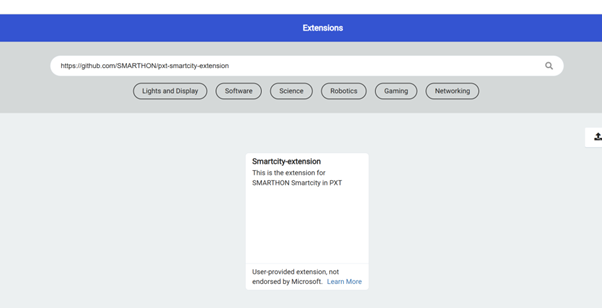 Extensions
https://github.com/SMARTHON/pxt-smartcity-extension
Lights and Display Software Science Robotics Gaming Networking
Smartcity-extension
This is the extension for
SMARTHON Smartcity in PXT
User-provided extension, not
endorsed by Microsoft. Learn More